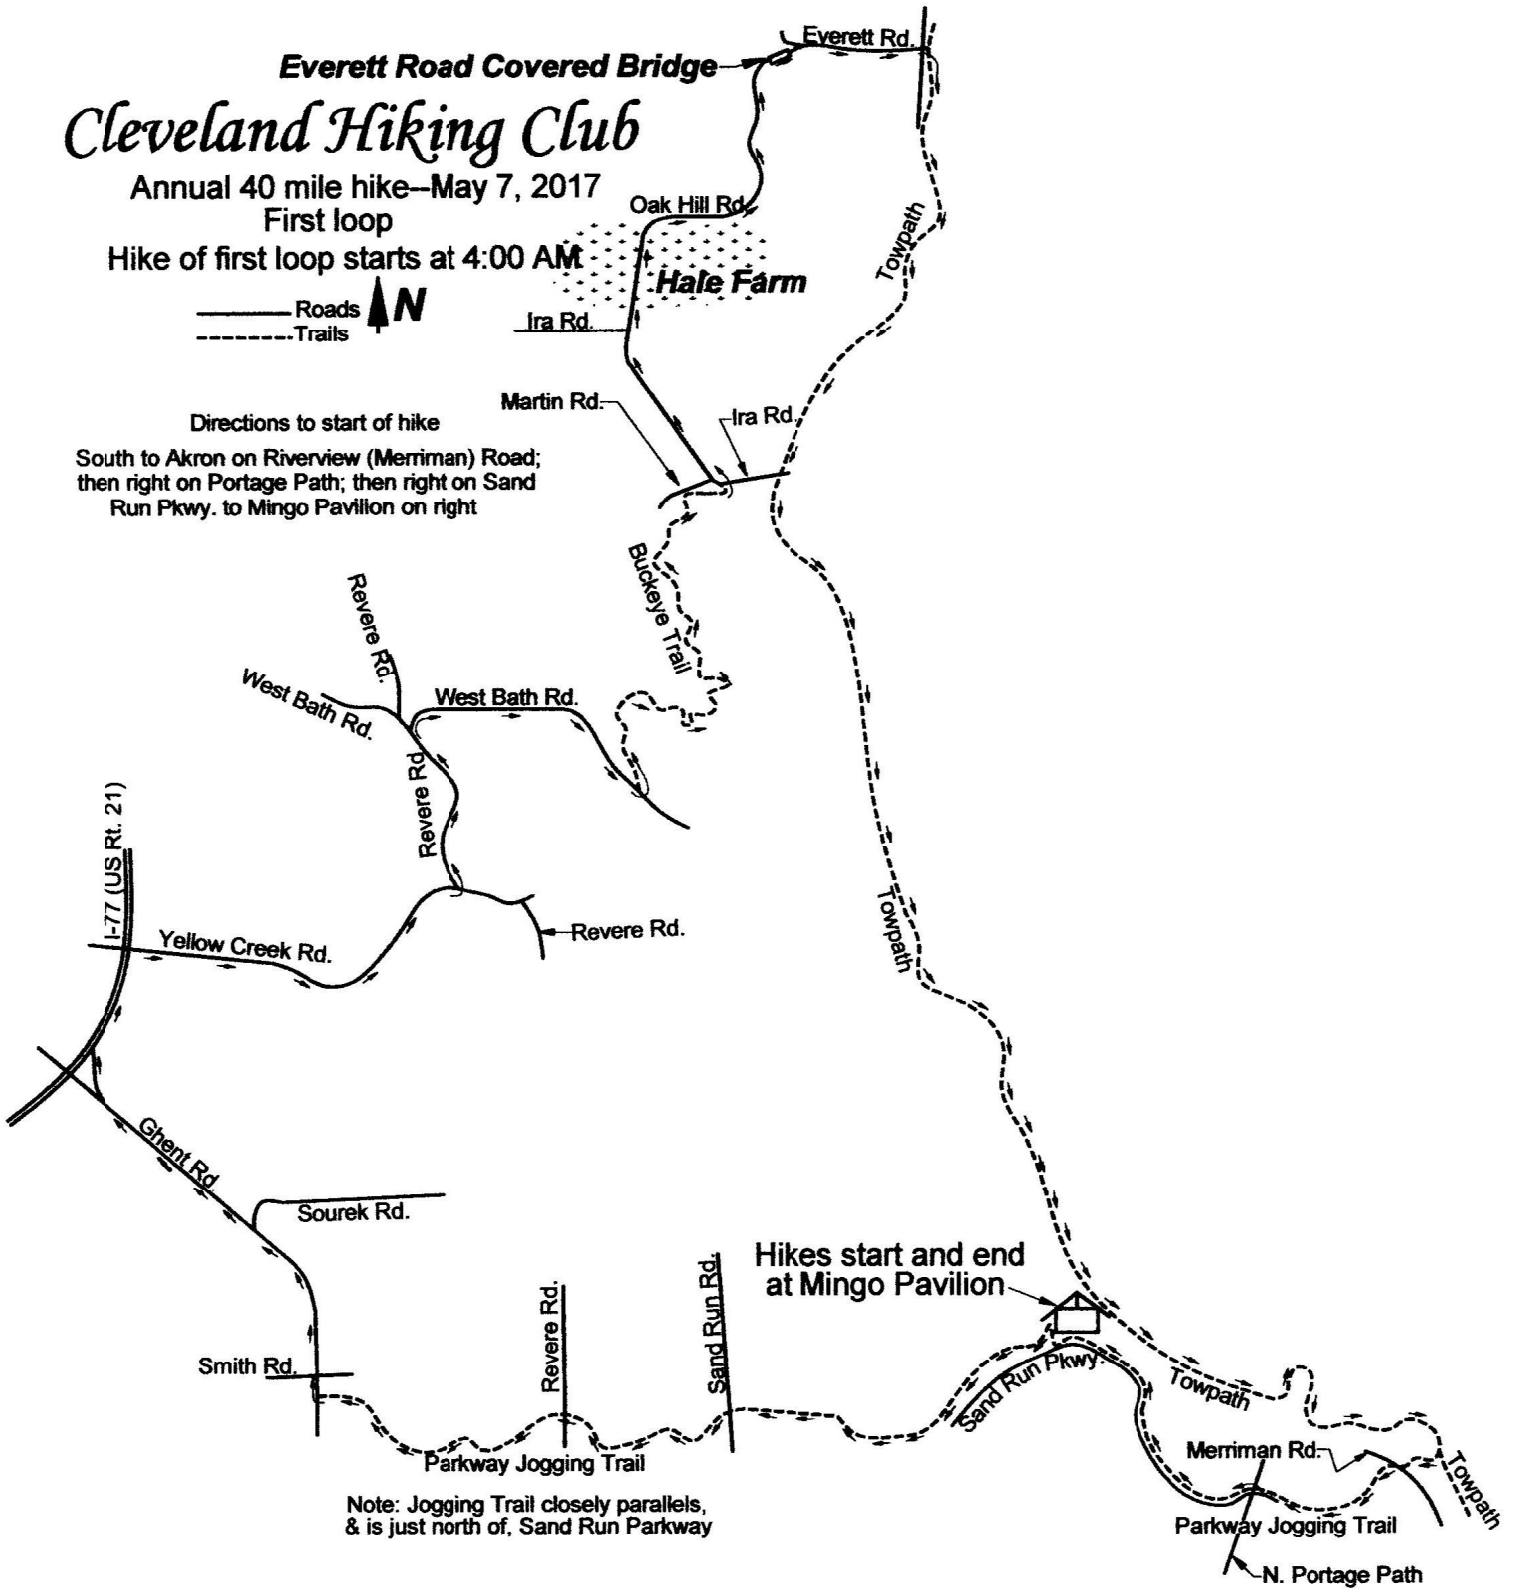 Everett Rd.
Everett Road Covered Bridge
Cleveland Hiking Club
Annual 40 mile hike--May 7, 2017
First loop
Hike of first loop starts at 4:00 AM
Roads
Trails
N
Oak Hill Rd.
Hale Farm
Towpath
Ira Rd.
Martin Rd.
Ira Rd.
Directions to start of hike
South to Akron on Riverview (Merriman) Road;
then right on Portage Path; then right on Sand
Run Pkwy. to Mingo Pavilion on right
Buckeye Trail
Revere Rd.
West Bath Rd.
West Bath Rd.
Revere Rd.
I-77 (US Rt. 21)
Yellow Creek Rd.
Revere Rd.
Towpath
Ghent Rd
Sourek Rd.
Hikes start and end
at Mingo Pavilion
Smith Rd.
Revere Rd.
Sand Run Rd.
Sand Run Pkwy.
Towpath
Merriman Rd.
Towpath
Parkway Jogging Trail
Note: Jogging Trail closely parallels,
& is just north of, Sand Run Parkway
Parkway Jogging Trail
N. Portage Path